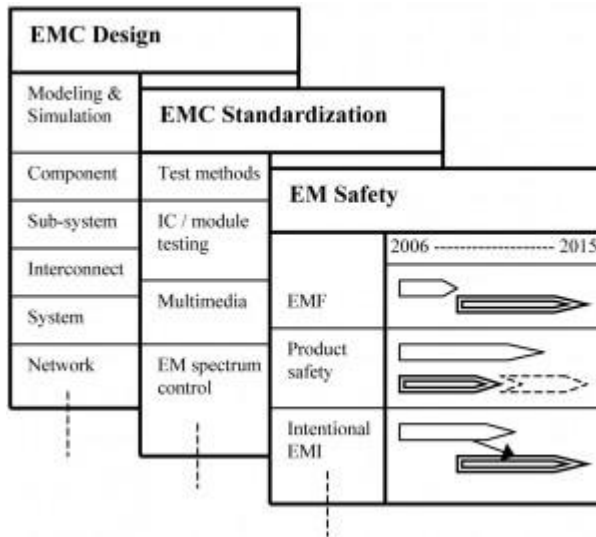 EMC Design
Modeling &
Simulation
Component
Sub-system
Interconnect
System
Network
EMC Standardization
Test methods
IC / module
testing
Multimedia
EM spectrum
control
EM Safety
2006 -------------------- 2015
EMF
Product
safety
Intentional
EMI